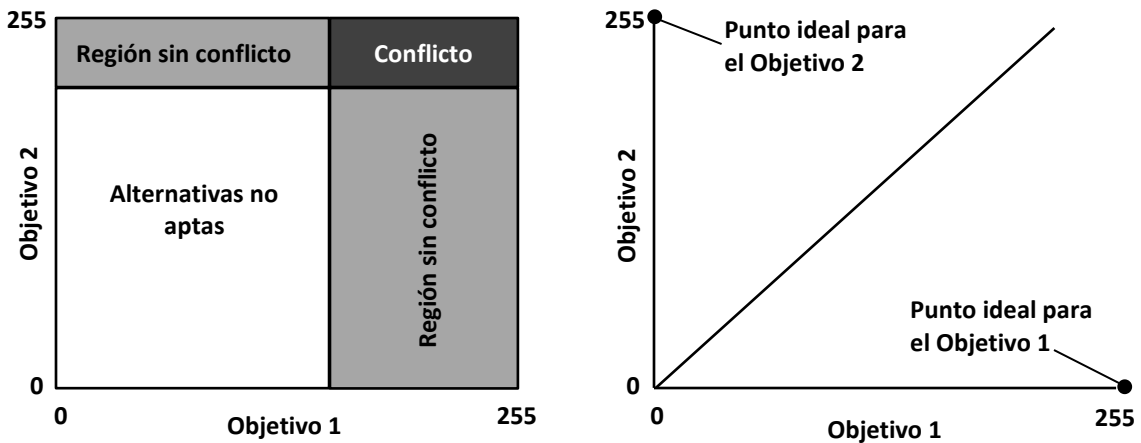 255
Región sin conflicto
Conflicto
Objetivo 2
Alternativas no
aptas
Región sin conflicto
0
0
Objetivo 1
255
255
Punto ideal para
el Objetivo 2
Objetivo 2
Punto ideal para
el Objetivo 1
0
0
Objetivo 1
255